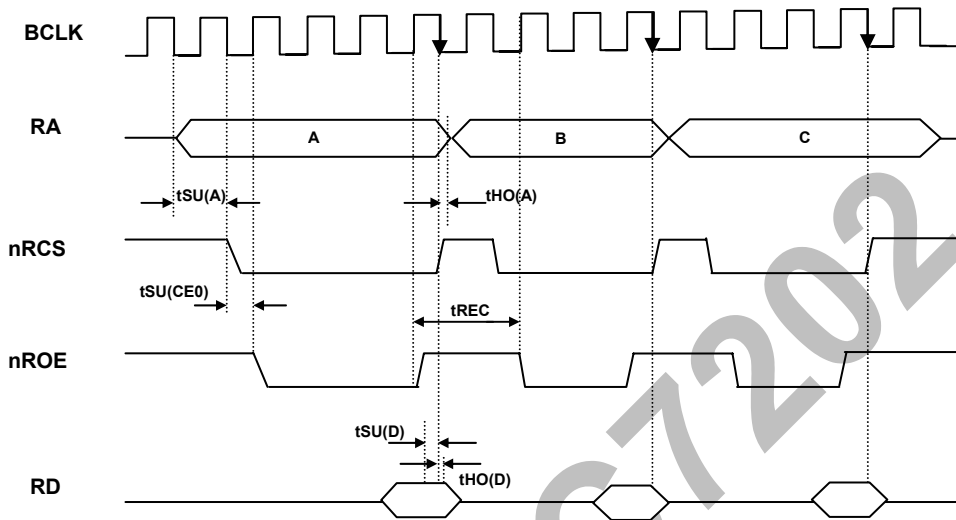 BCLK
RA
A
B
C
tSU(A)
tHO(A)
nRCS
tSU(CE0)
tREC
nROE
tSU(D)
tHO(D)
RD